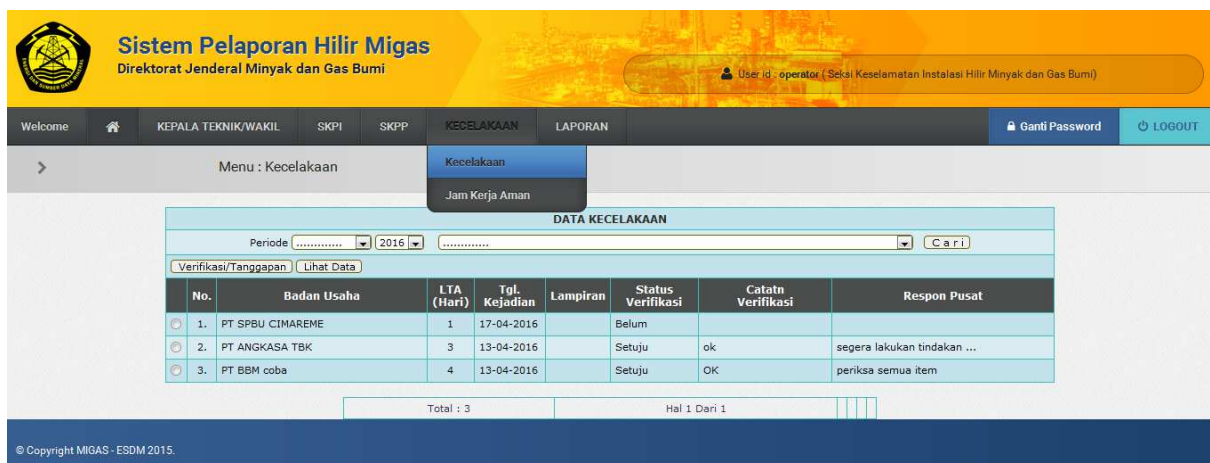 Sistem Pelaporan Hilir Migas
Direktorat Jenderal Minyak dan Gas Bumi
User id : operator ( Seksi Keselamatan Instalasi Hilir Minyak dan Gas Bumi)
Welcome KEPALA TEKNIK/WAKIL SKPI SKPP KECELAKAAN LAPORAN Ganti Password LOGOUT
Menu : Kecelakaan
Kecelakaan
Jam Kerja Aman
DATA KECELAKAAN
Periode ............. 2016 ............. Cari
Verifikasi/Tanggapan Lihat Data
No. Badan Usaha LTA (Hari) Tgl. Kejadian Lampiran Status Verifikasi Catatn Verifikasi Respon Pusat
1. PT SPBU CIMAREME 1 17-04-2016 Belum
2. PT ANGKASA TBK 3 13-04-2016 Setuju ok segera lakukan tindakan ...
3. PT BBM coba 4 13-04-2016 Setuju OK periksa semua item
Total : 3 Hal 1 Dari 1
© Copyright MIGAS - ESDM 2015.